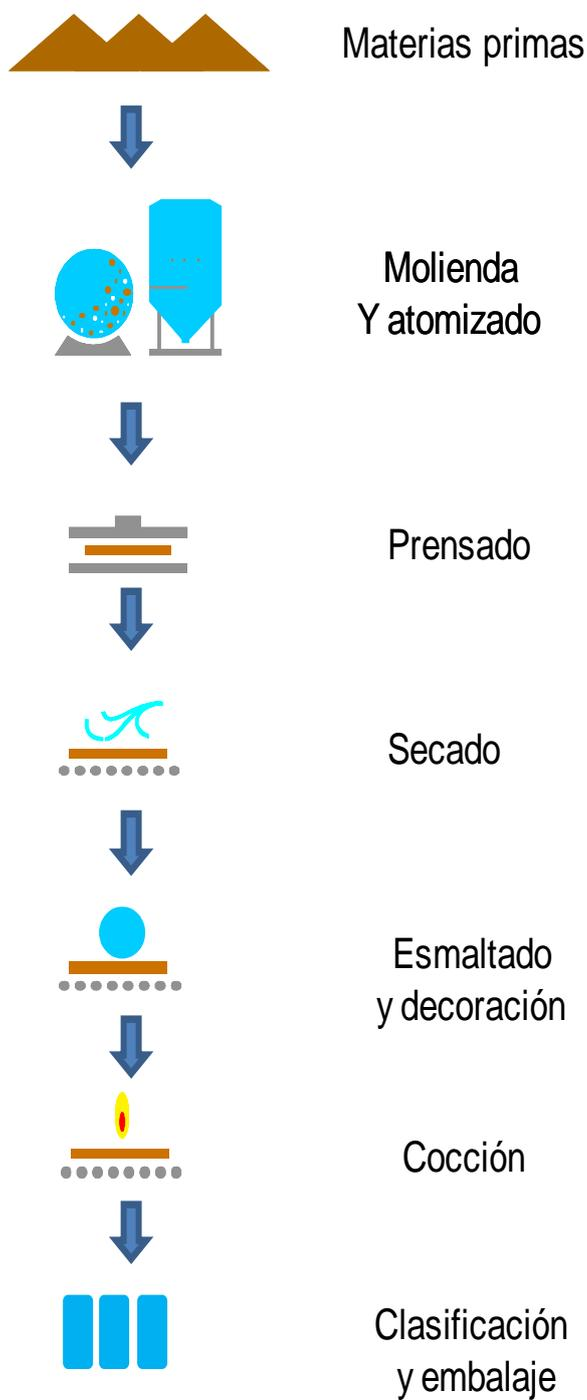 Materias primas
Molienda
Y atomizado
Prensado
Secado
Esmaltado
y decoración
Cocción
Clasificación
y embalaje